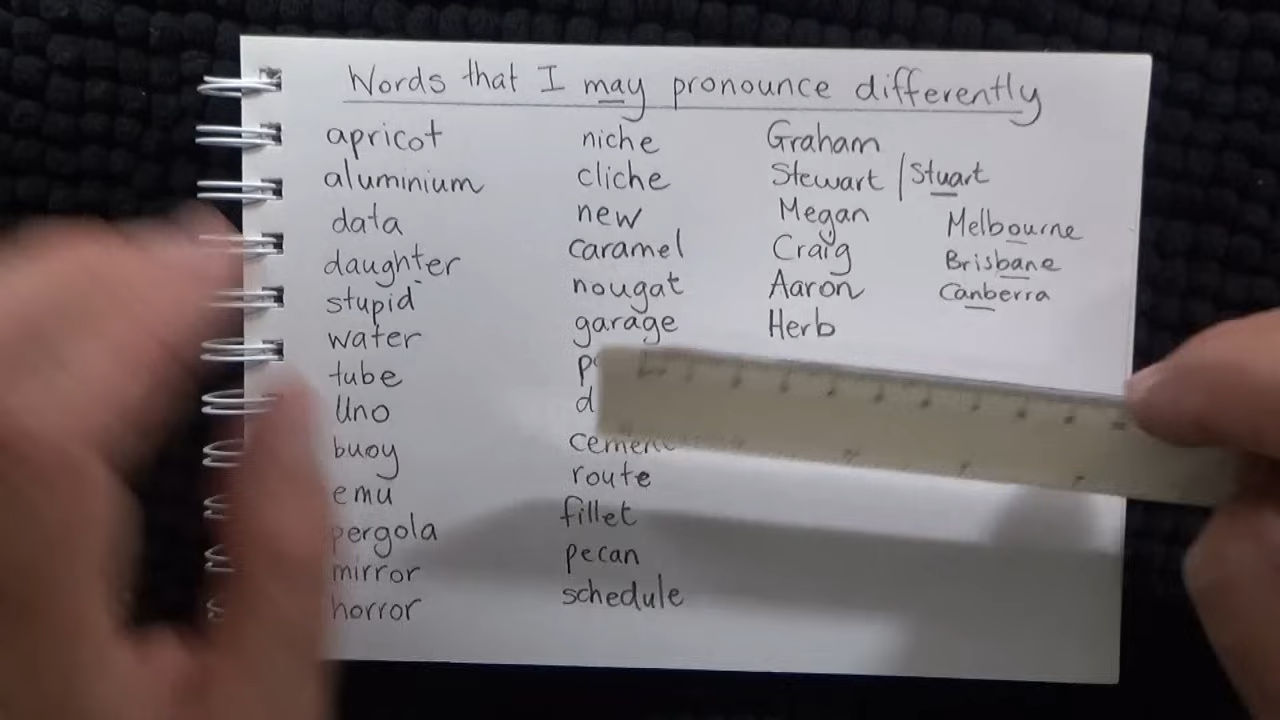 Words that I may pronounce differently
apricot
aluminium
data
daughter
stupid
water
tube
Uno
buoy
emu
pergola
mirror
horror
niche
cliche
new
caramel
nougat
garage
cement
route
fillet
pecan
schedule
Graham
Stewart / Stuart
Megan
Craig
Aaron
Herb
Melbourne
Brisbane
Canberra